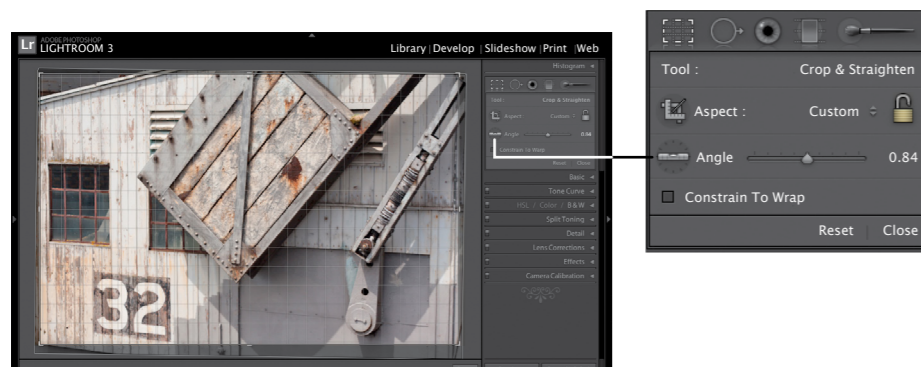 Lr ADOBE PHOTOSHOP
LIGHTROOM 3
Library | Develop | Slideshow | Print | Web
Histogram
Tool : Crop & Straighten
Aspect : Custom
Angle 0.84
Constrain To Warp
Reset Close
Basic
Tone Curve
HSL / Color / B&W
Split Toning
Detail
Lens Corrections
Effects
Camera Calibration
32
Tool : Crop & Straighten
Aspect : Custom
Angle 0.84
Constrain To Wrap
Reset Close